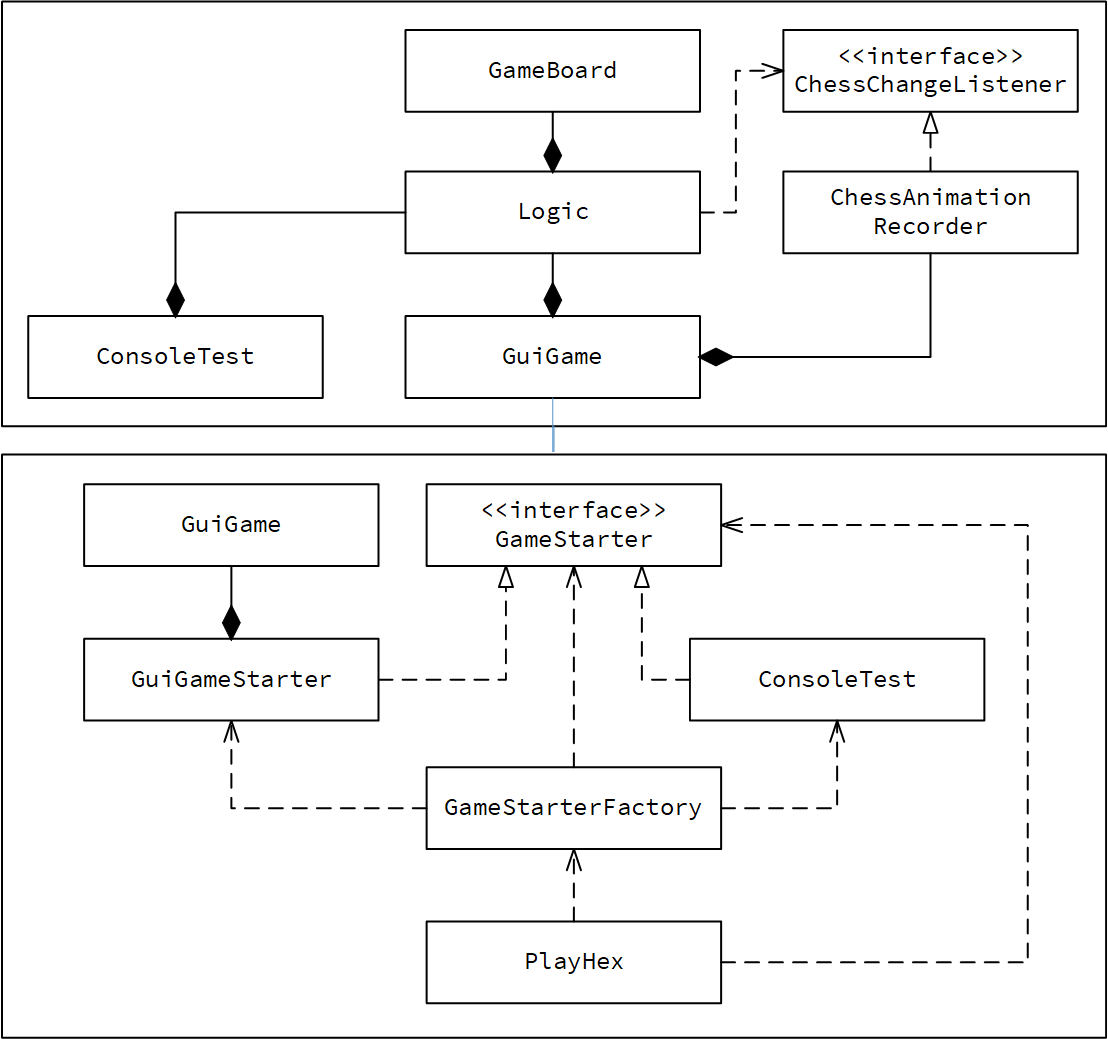 GameBoard
<<interface>>
ChessChangeListener
Logic
ChessAnimation
Recorder
ConsoleTest
GuiGame
GuiGame
<<interface>>
GameStarter
GuiGameStarter
ConsoleTest
GameStarterFactory
PlayHex